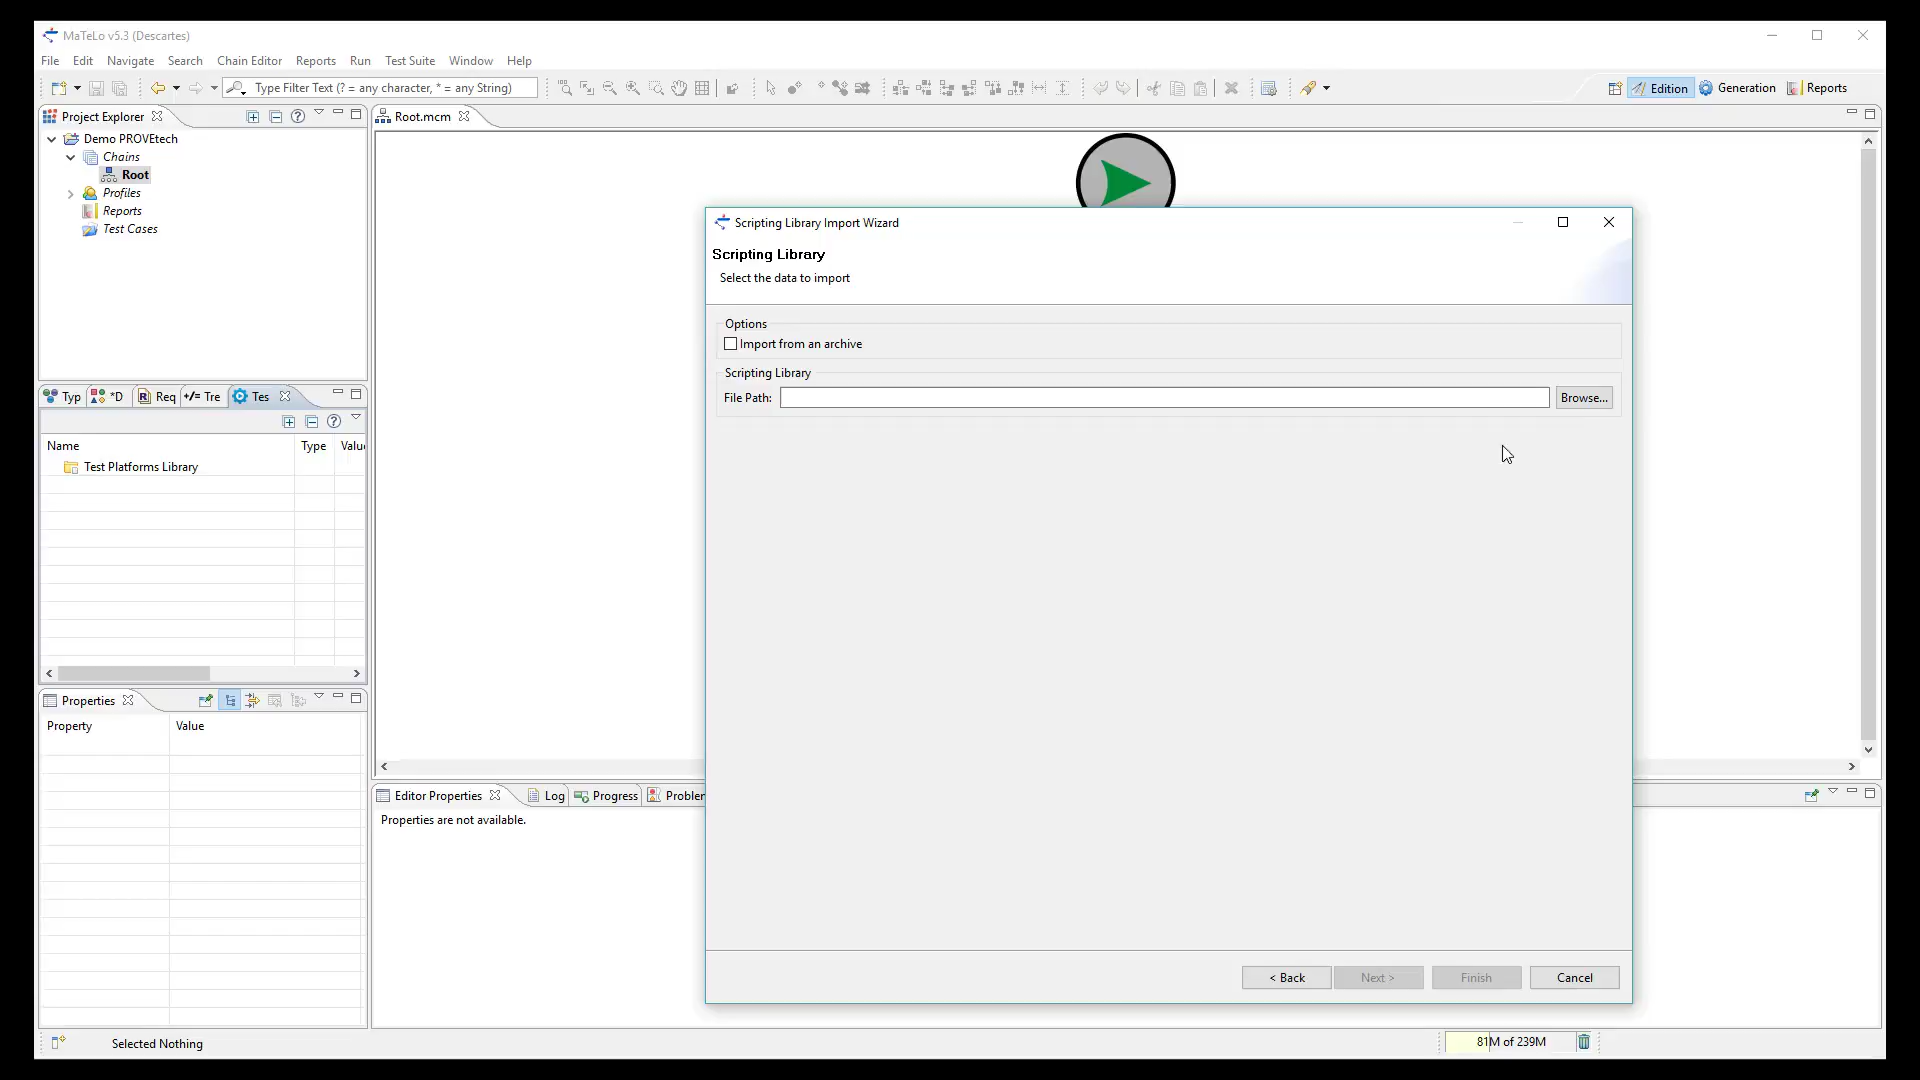 MaTeLo v5.3 (Descartes)
File Edit Navigate Search Chain Editor Reports Run Test Suite Window Help
Type Filter Text (? = any character, * = any String)
Edition Generation Reports
Project Explorer
Root.mcm
Demo PROVEtech
Chains
Root
Profiles
Reports
Test Cases
Scripting Library Import Wizard
Scripting Library
Select the data to import
Options
Import from an archive
Scripting Library
File Path:
Browse...
Typ *D Req Tre Tes
Name Type Valu
Test Platforms Library
Properties
Property Value
Editor Properties Log Progress Problem
Properties are not available.
< Back Next > Finish Cancel
Selected Nothing
81M of 239M